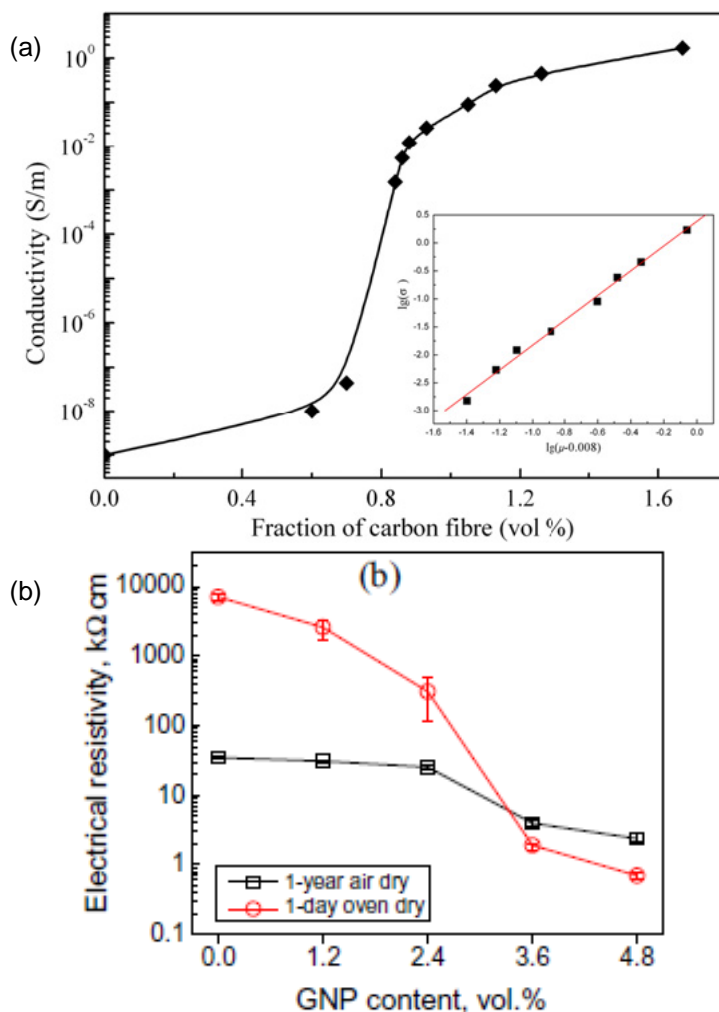 (a)
10⁰
10⁻²
10⁻⁴
10⁻⁶
10⁻⁸
Conductivity (S/m)
0.0 0.4 0.8 1.2 1.6
Fraction of carbon fibre (vol %)
0.5
0.0
-0.5
-1.0
-1.5
-2.0
-2.5
-3.0
lg(σ)
-1.6 -1.4 -1.2 -1.0 -0.8 -0.6 -0.4 -0.2 0.0
lg(μ-0.008)
(b)
(b)
10000
1000
100
10
1
0.1
Electrical resistivity, kΩ cm
1-year air dry
1-day oven dry
0.0 1.2 2.4 3.6 4.8
GNP content, vol.%